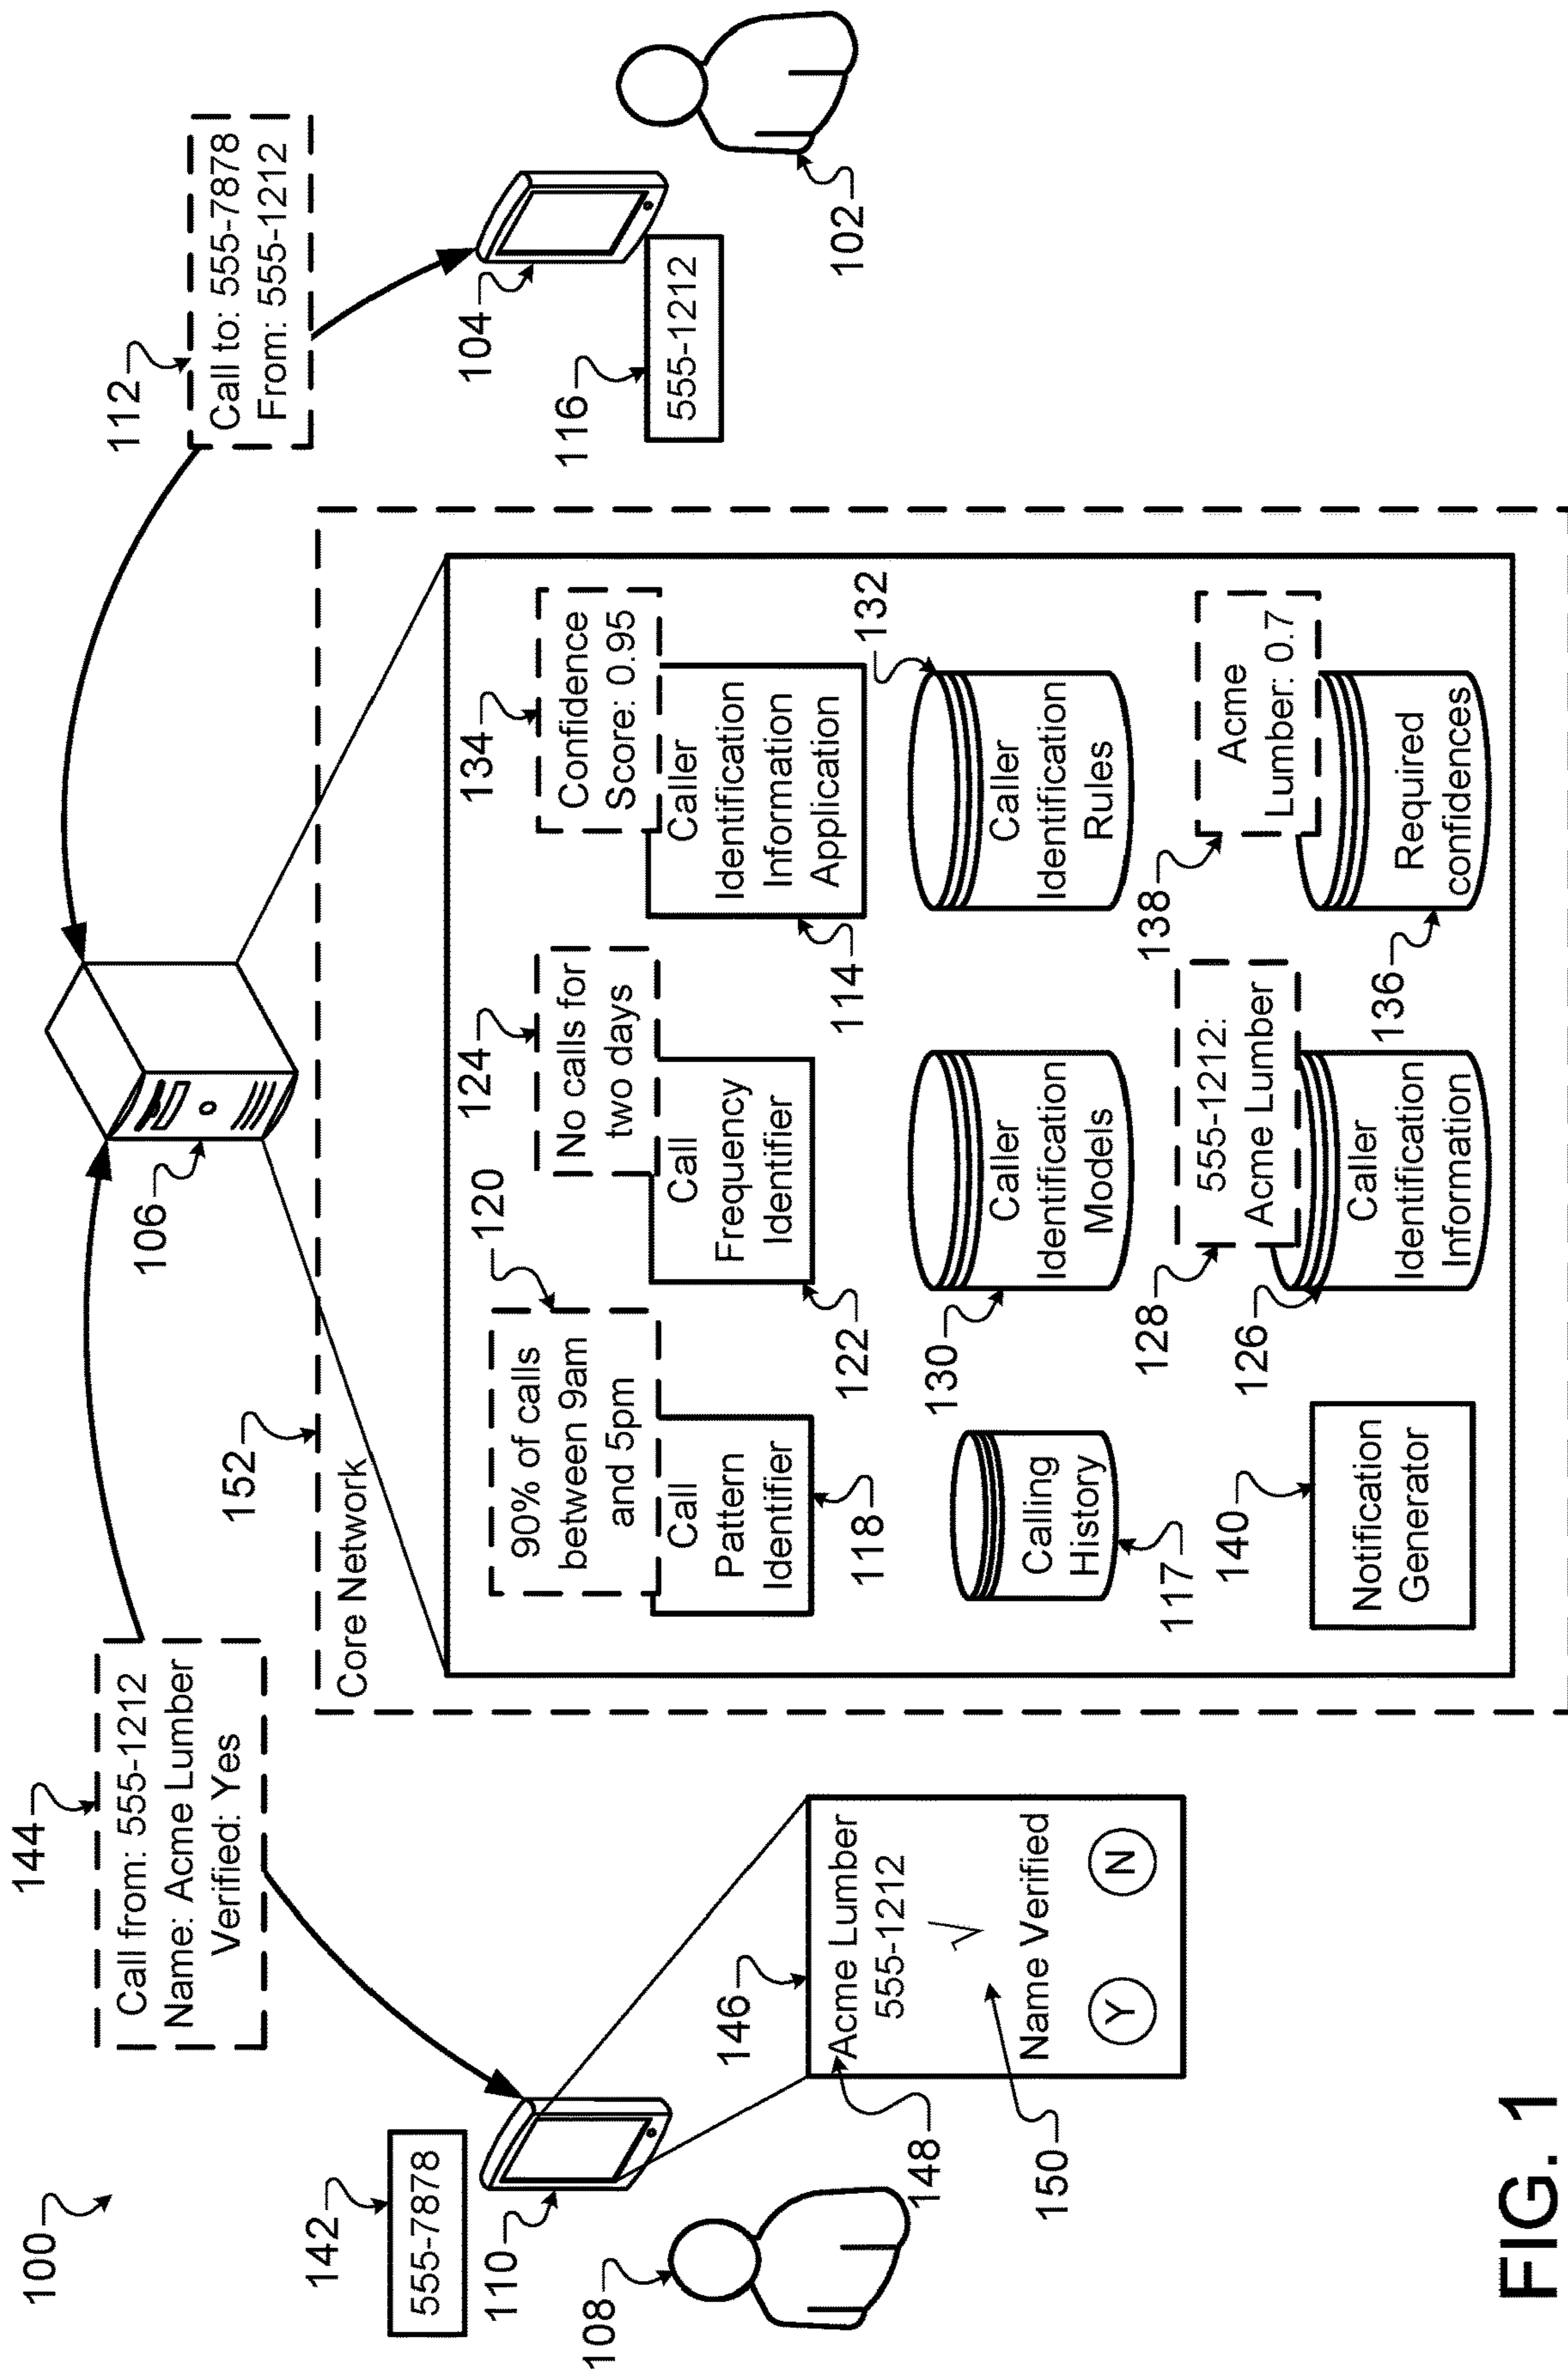 100
144
Call from: 555-1212
Name: Acme Lumber
Verified: Yes
106
112
Call to: 555-7878
From: 555-1212
142
555-7878
110
108
146
Acme Lumber
555-1212
√
Name Verified
Y
N
148
150
152
Core Network
120
90% of calls
between 9am
and 5pm
Call
Pattern
Identifier
118
124
No calls for
two days
Call
Frequency
Identifier
122
134
Confidence
Score: 0.95
Caller
Identification
Information
Application
114
Calling
History
117
130
Caller
Identification
Models
132
Caller
Identification
Rules
140
Notification
Generator
128
555-1212:
Acme Lumber
126
Caller
Identification
Information
138
Acme
Lumber: 0.7
136
Required
confidences
104
116
555-1212
102
FIG. 1